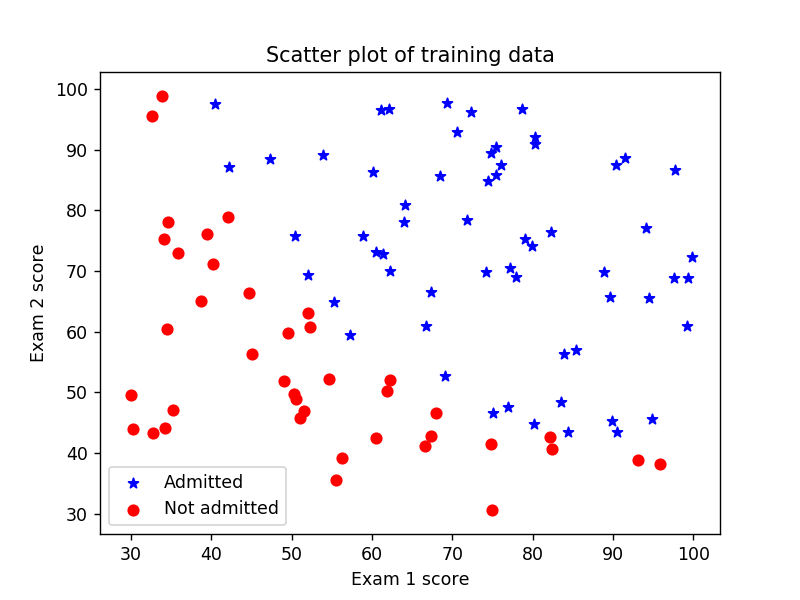 Scatter plot of training data
100
90
80
70
60
50
40
30
Exam 2 score
Admitted
Not admitted
30 40 50 60 70 80 90 100
Exam 1 score